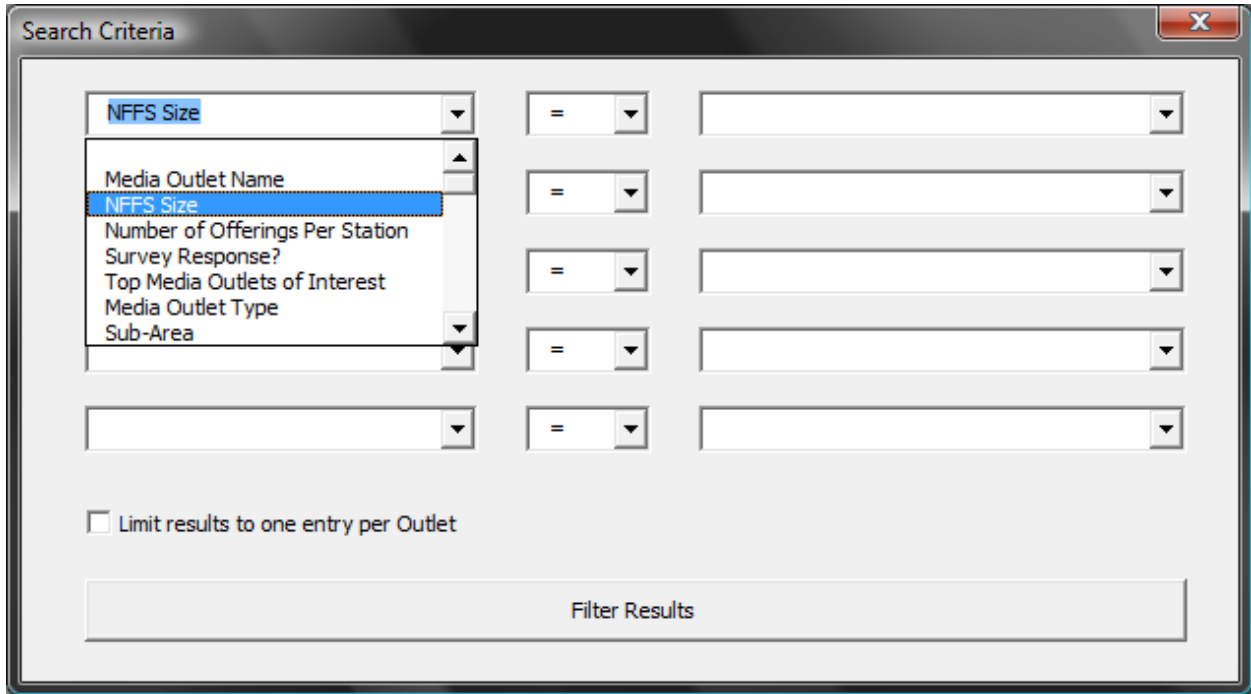 Search Criteria
NFFS Size
=
Media Outlet Name
NFFS Size
=
Number of Offerings Per Station
Survey Response?
=
Top Media Outlets of Interest
Media Outlet Type
Sub-Area
=
=
Limit results to one entry per Outlet
Filter Results